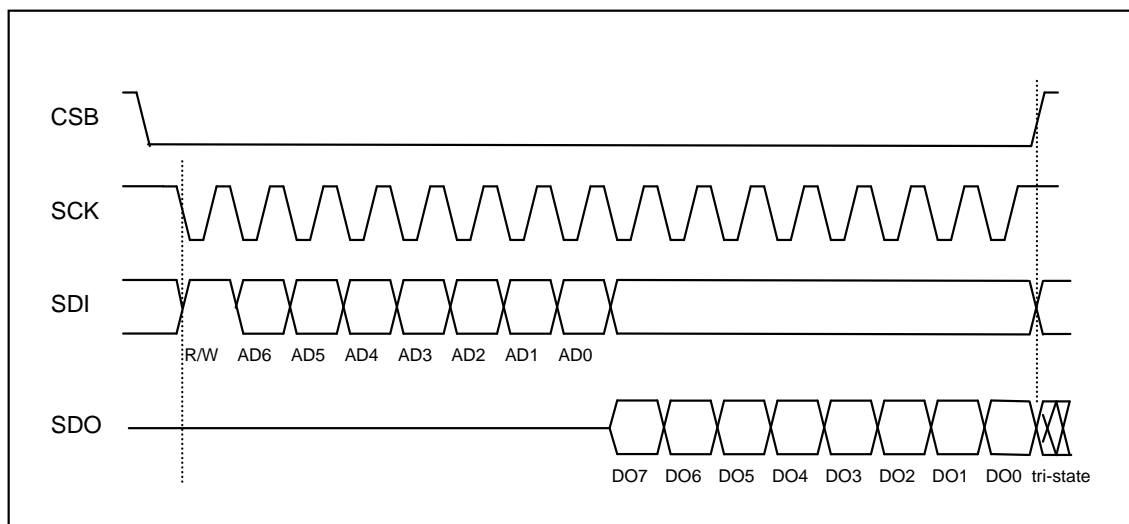 CSB
SCK
SDI
R/W AD6 AD5 AD4 AD3 AD2 AD1 AD0
SDO
DO7 DO6 DO5 DO4 DO3 DO2 DO1 DO0 tri-state